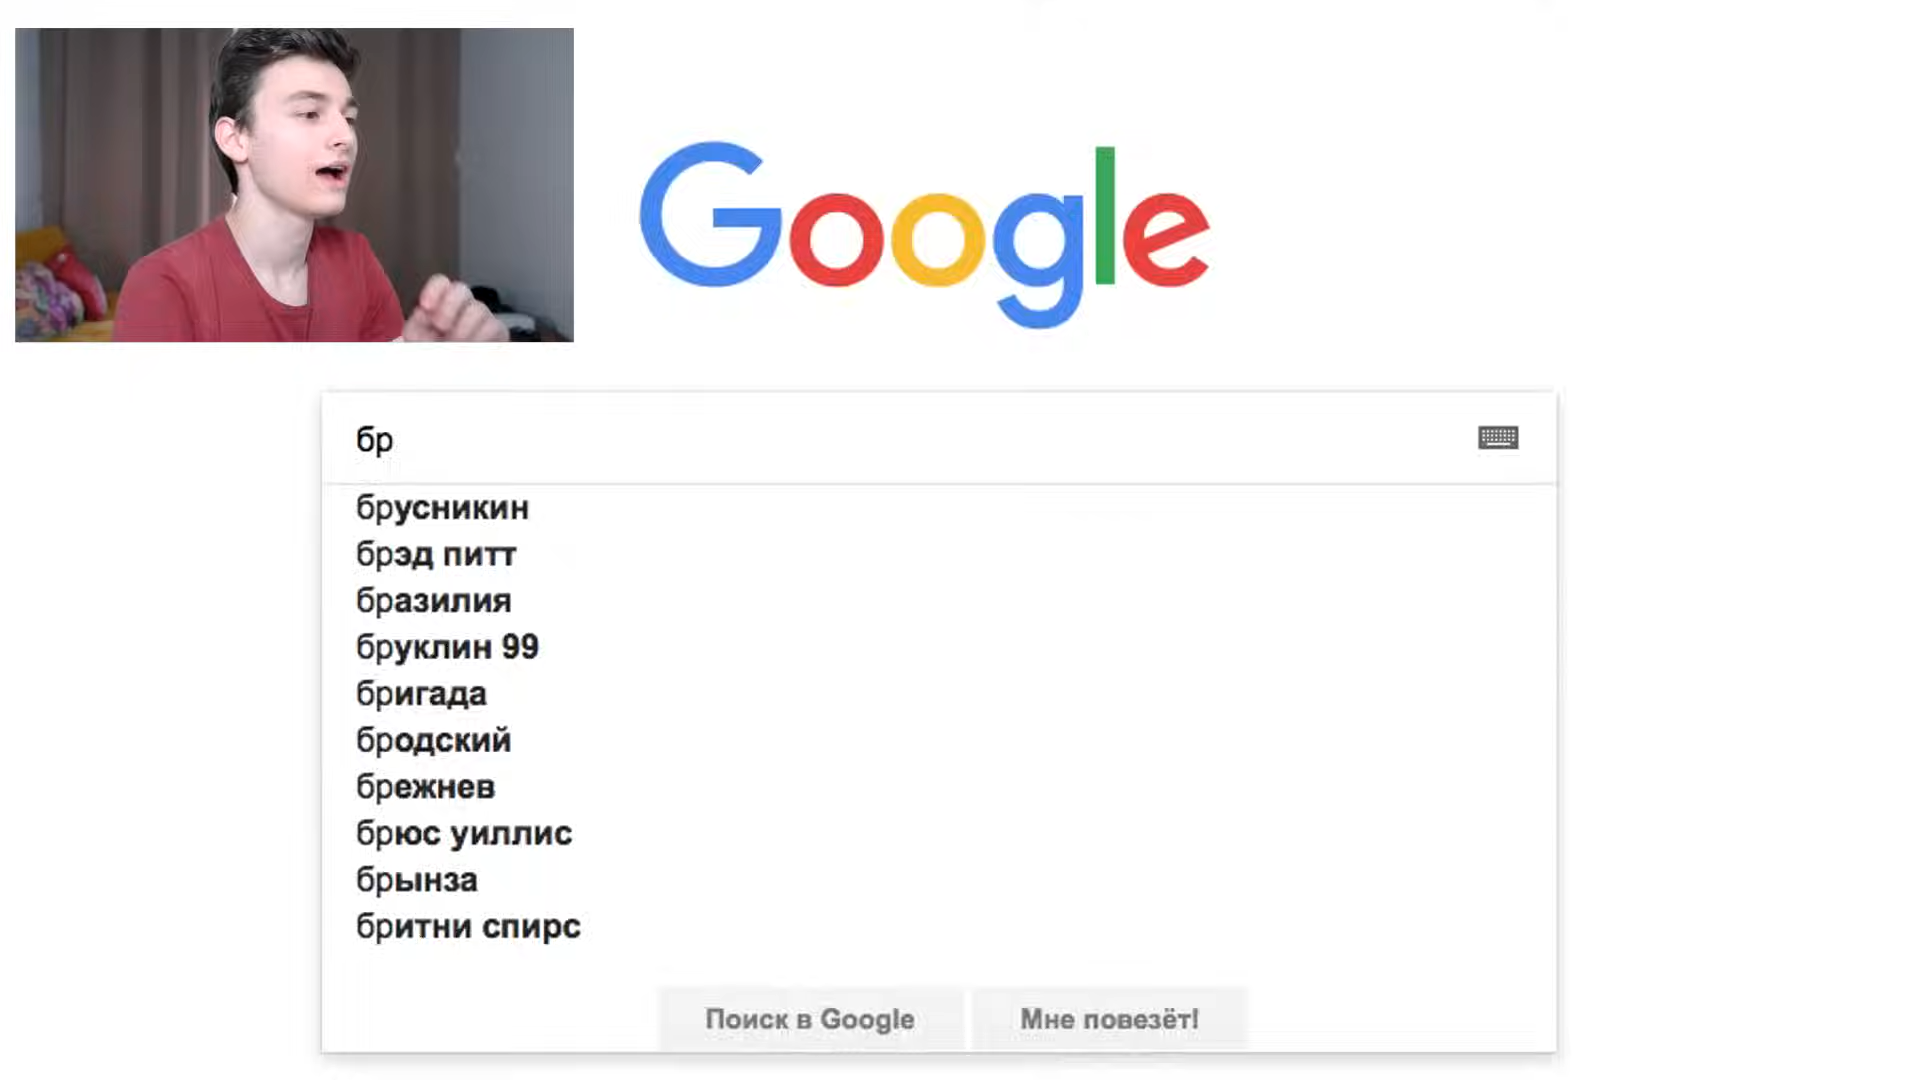 Google
бр
брусникин
брэд питт
бразилия
бруклин 99
бригада
бродский
брежнев
брюс уиллис
брынза
бритни спирс
Поиск в Google
Мне повезёт!